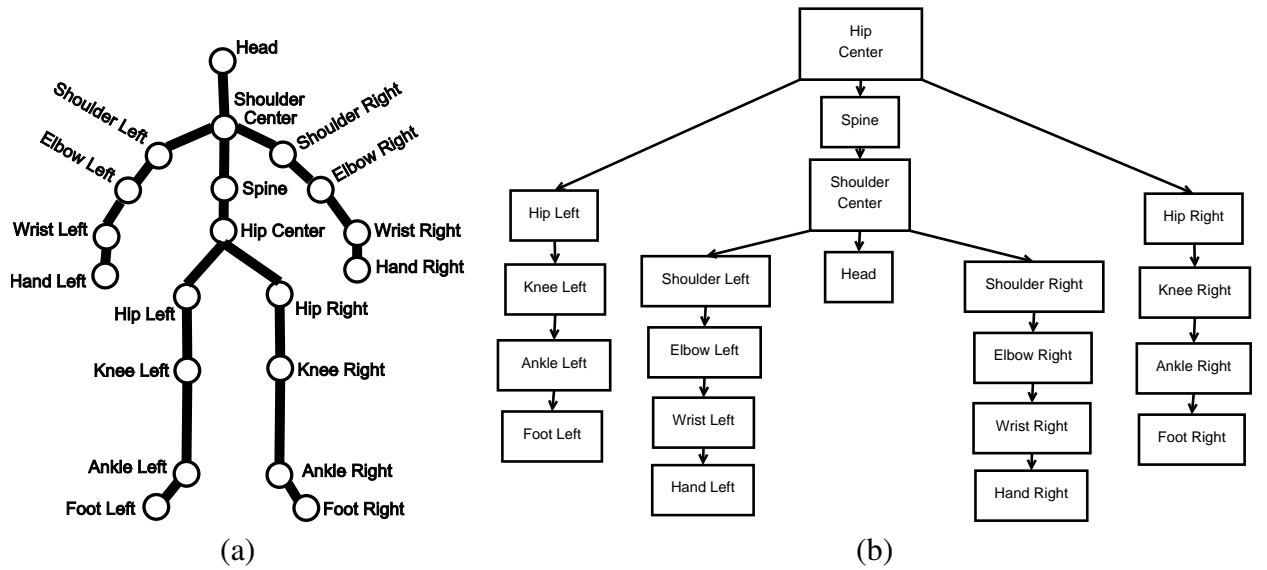 Head
Shoulder
Center
Shoulder Left
Shoulder Right
Elbow Left
Elbow Right
Spine
Wrist Left
Hip Center
Wrist Right
Hand Left
Hand Right
Hip Left
Hip Right
Knee Left
Knee Right
Ankle Left
Ankle Right
Foot Left
Foot Right
(a)
Hip
Center
Spine
Shoulder
Center
Hip Left
Hip Right
Shoulder Left
Head
Shoulder Right
Knee Left
Knee Right
Elbow Left
Elbow Right
Ankle Left
Ankle Right
Wrist Left
Wrist Right
Foot Left
Foot Right
Hand Left
Hand Right
(b)